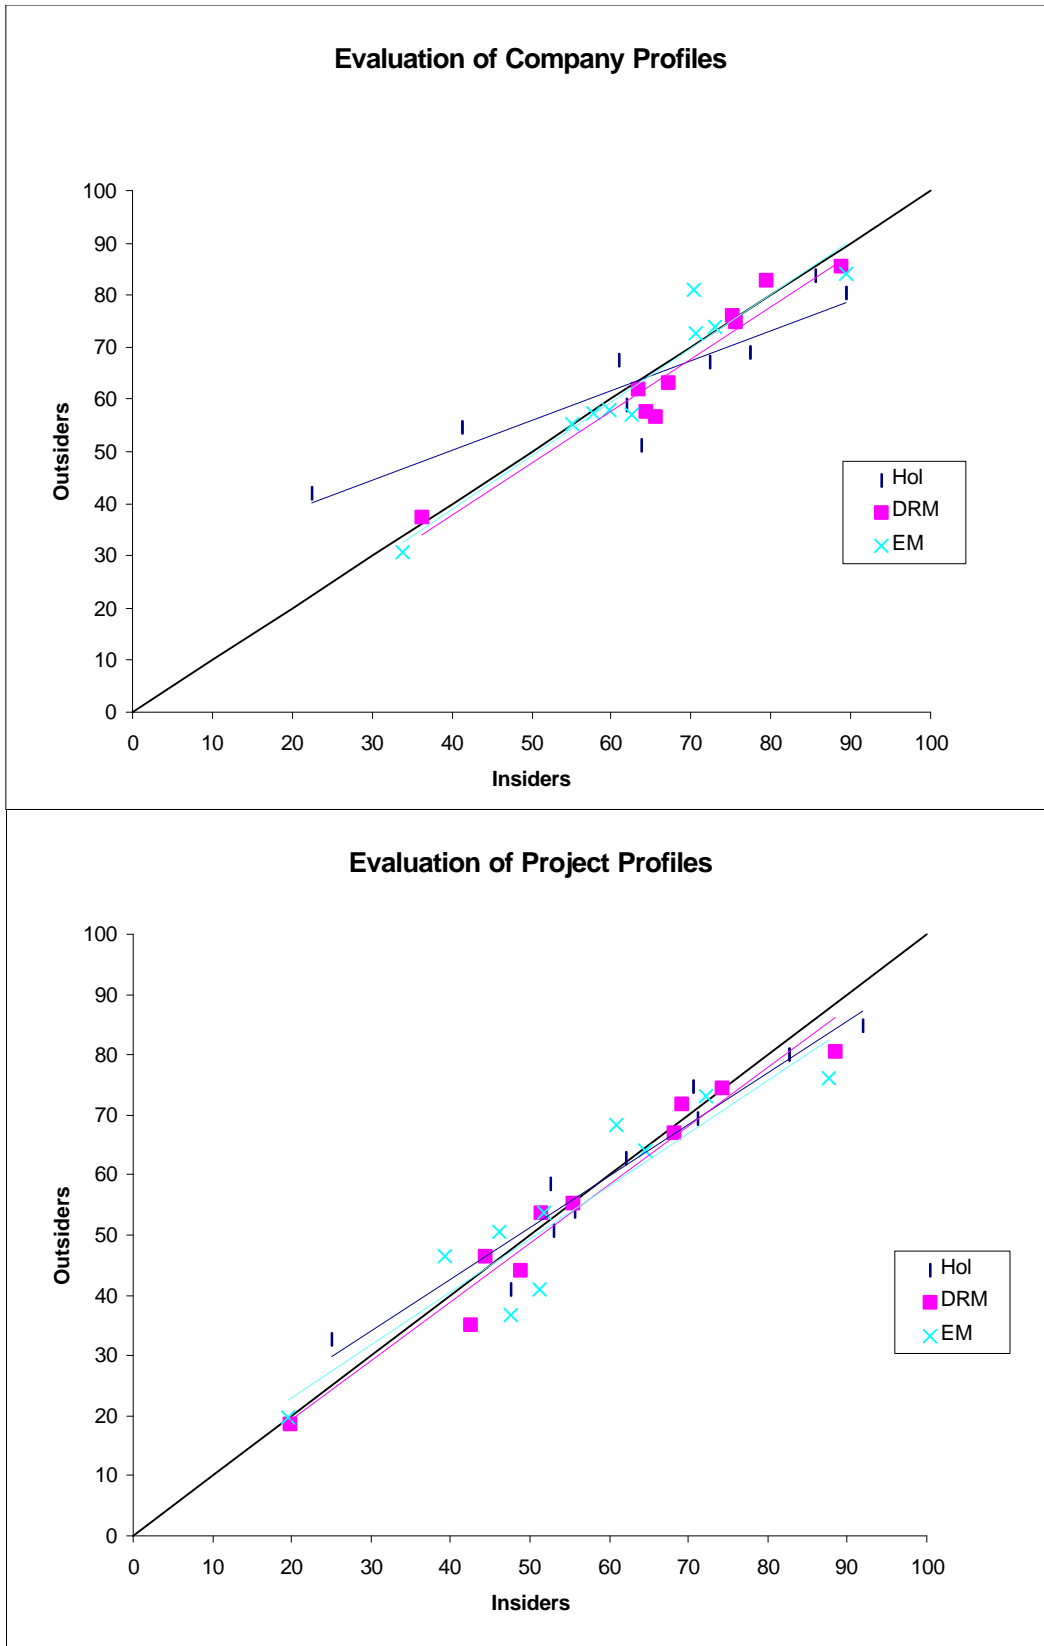 Evaluation of Company Profiles
100
90
80
70
60
50
40
30
20
10
0
Outsiders
0 10 20 30 40 50 60 70 80 90 100
Insiders
Hol
DRM
EM
Evaluation of Project Profiles
100
90
80
70
60
50
40
30
20
10
0
Outsiders
0 10 20 30 40 50 60 70 80 90 100
Insiders
Hol
DRM
EM